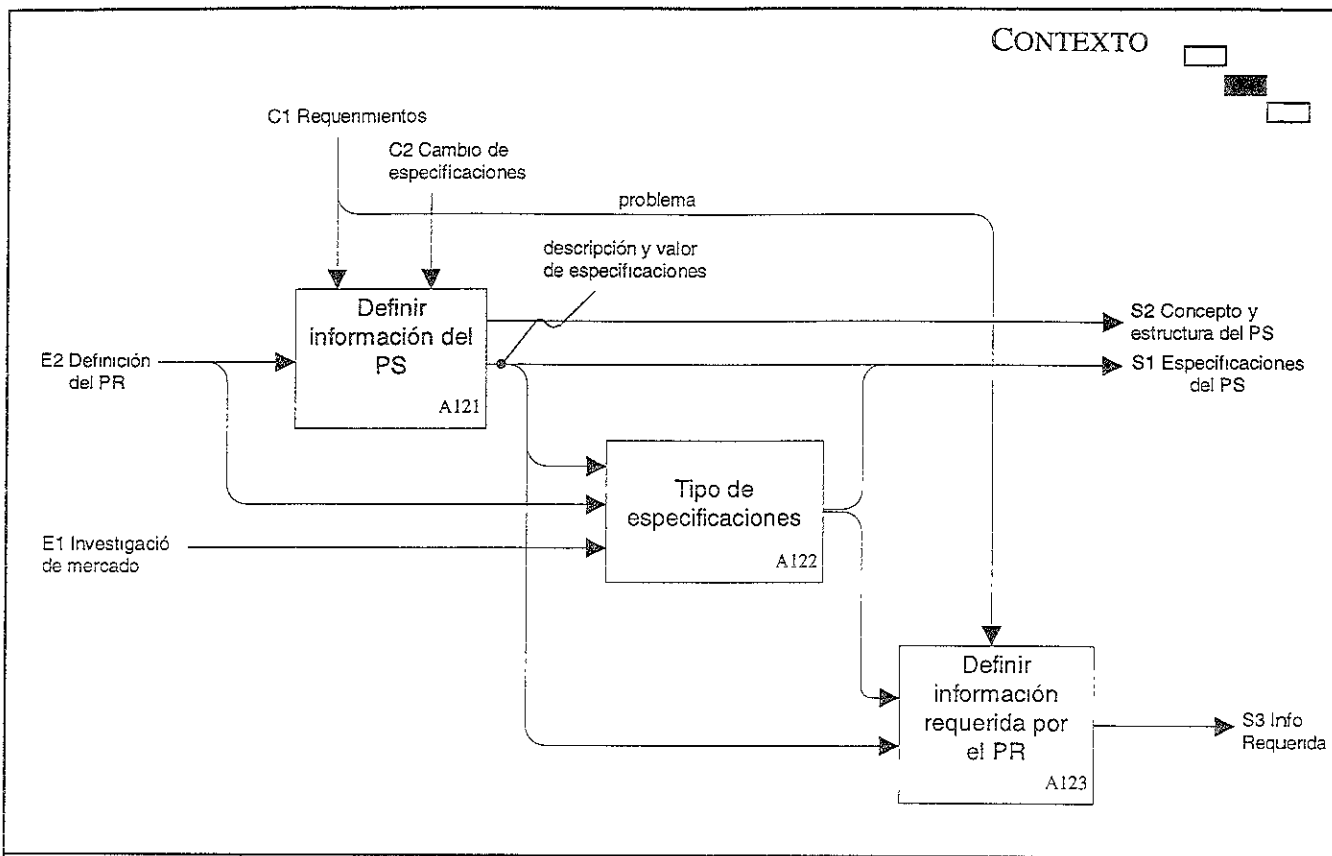 CONTEXTO
C1 Requerimientos
C2 Cambio de
especificaciones
problema
descripción y valor
de especificaciones
Definir
información del
PS
A121
S2 Concepto y
estructura del PS
S1 Especificaciones
del PS
E2 Definición
del PR
Tipo de
especificaciones
A122
E1 Investigació
de mercado
Definir
información
requerida por
el PR
A123
S3 Info
Requerida